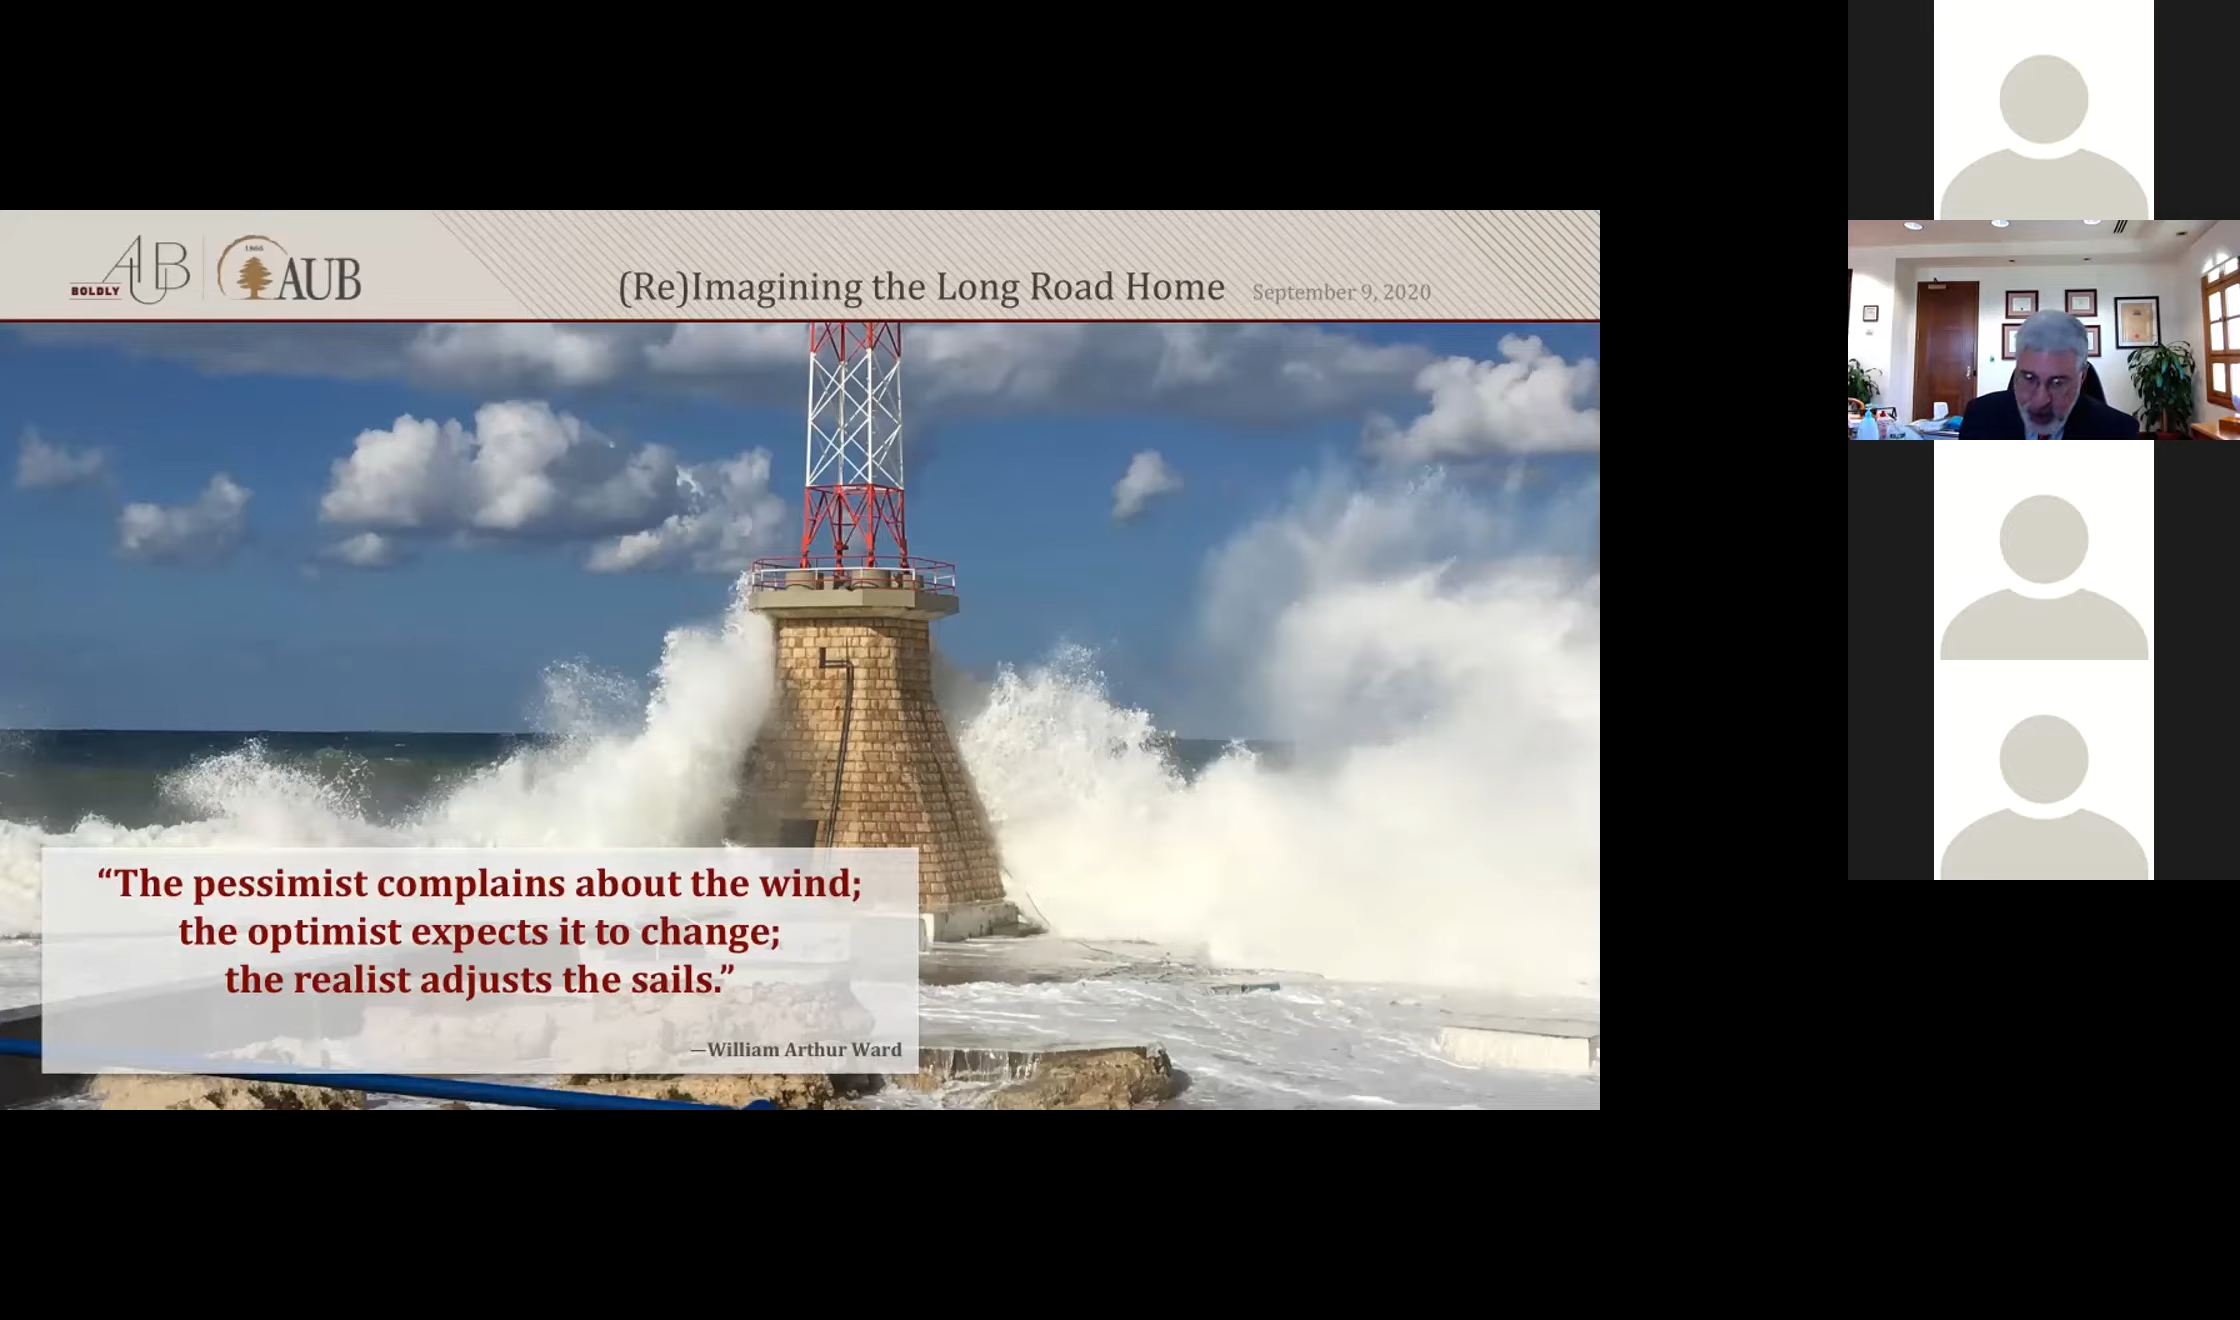 AUB
BOLDLY
1866
AUB
(Re)Imagining the Long Road Home September 9, 2020
“The pessimist complains about the wind;
the optimist expects it to change;
the realist adjusts the sails.”
—William Arthur Ward